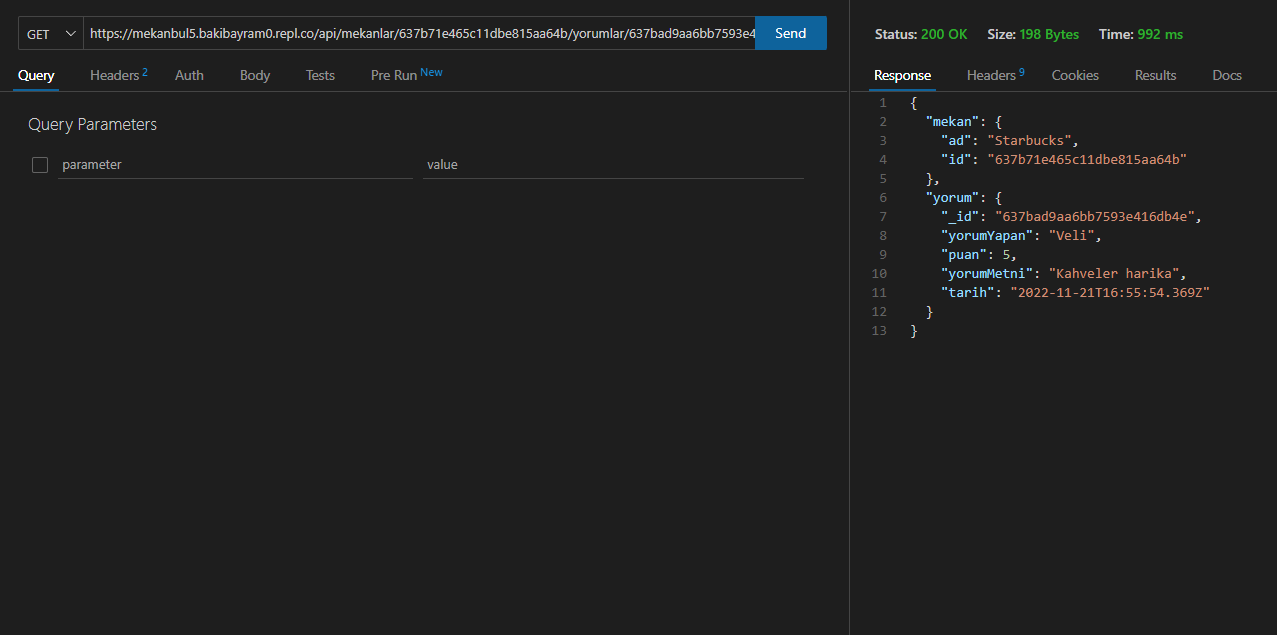 GET https://mekanbul5.bakibayram0.repl.co/api/mekanlar/637b71e465c11dbe815aa64b/yorumlar/637bad9aa6bb7593e4 Send
Query Headers 2 Auth Body Tests Pre Run New
Query Parameters
parameter value
Status: 200 OK Size: 198 Bytes Time: 992 ms
Response Headers 9 Cookies Results Docs
1 {
2 "mekan": {
3 "ad": "Starbucks",
4 "id": "637b71e465c11dbe815aa64b"
5 },
6 "yorum": {
7 "_id": "637bad9aa6bb7593e416db4e",
8 "yorumYapan": "Veli",
9 "puan": 5,
10 "yorumMetni": "Kahveler harika",
11 "tarih": "2022-11-21T16:55:54.369Z"
12 }
13 }